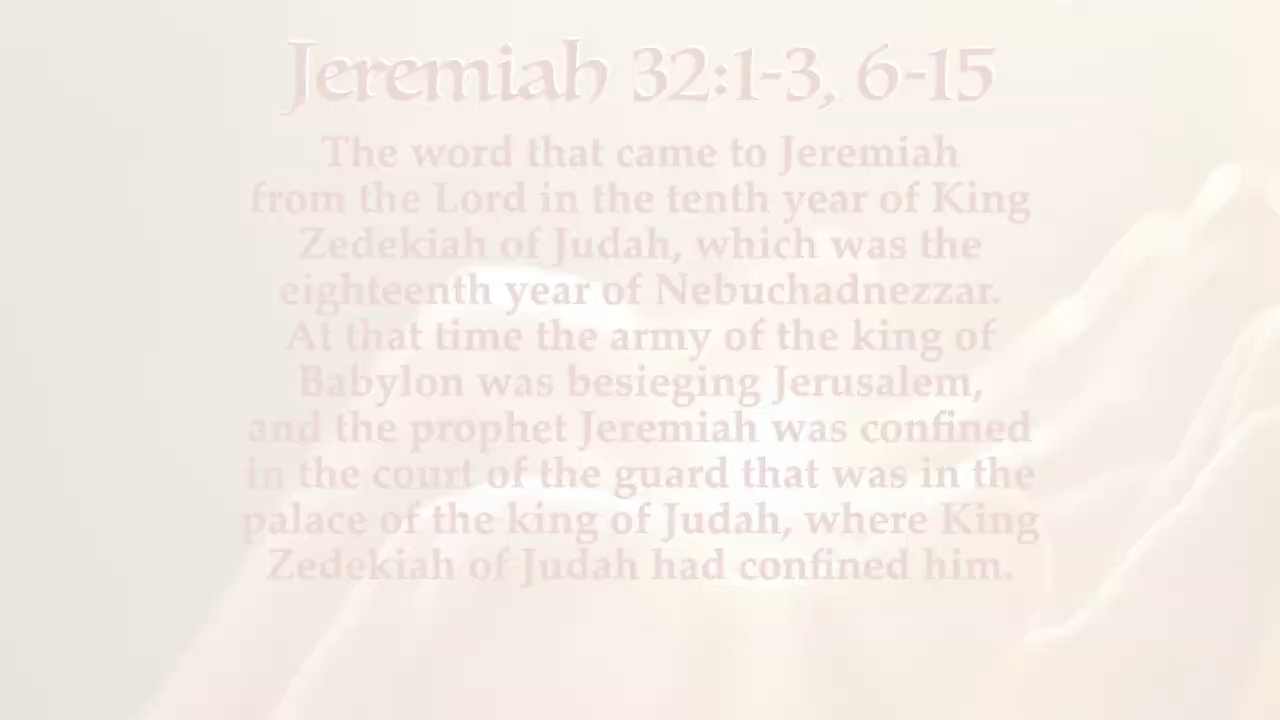 Jeremiah 32:1-3, 6-15
The word that came to Jeremiah
from the Lord in the tenth year of King
Zedekiah of Judah, which was the
eighteenth year of Nebuchadnezzar.
At that time the army of the king of
Babylon was besieging Jerusalem,
and the prophet Jeremiah was confined
in the court of the guard that was in the
palace of the king of Judah, where King
Zedekiah of Judah had confined him.